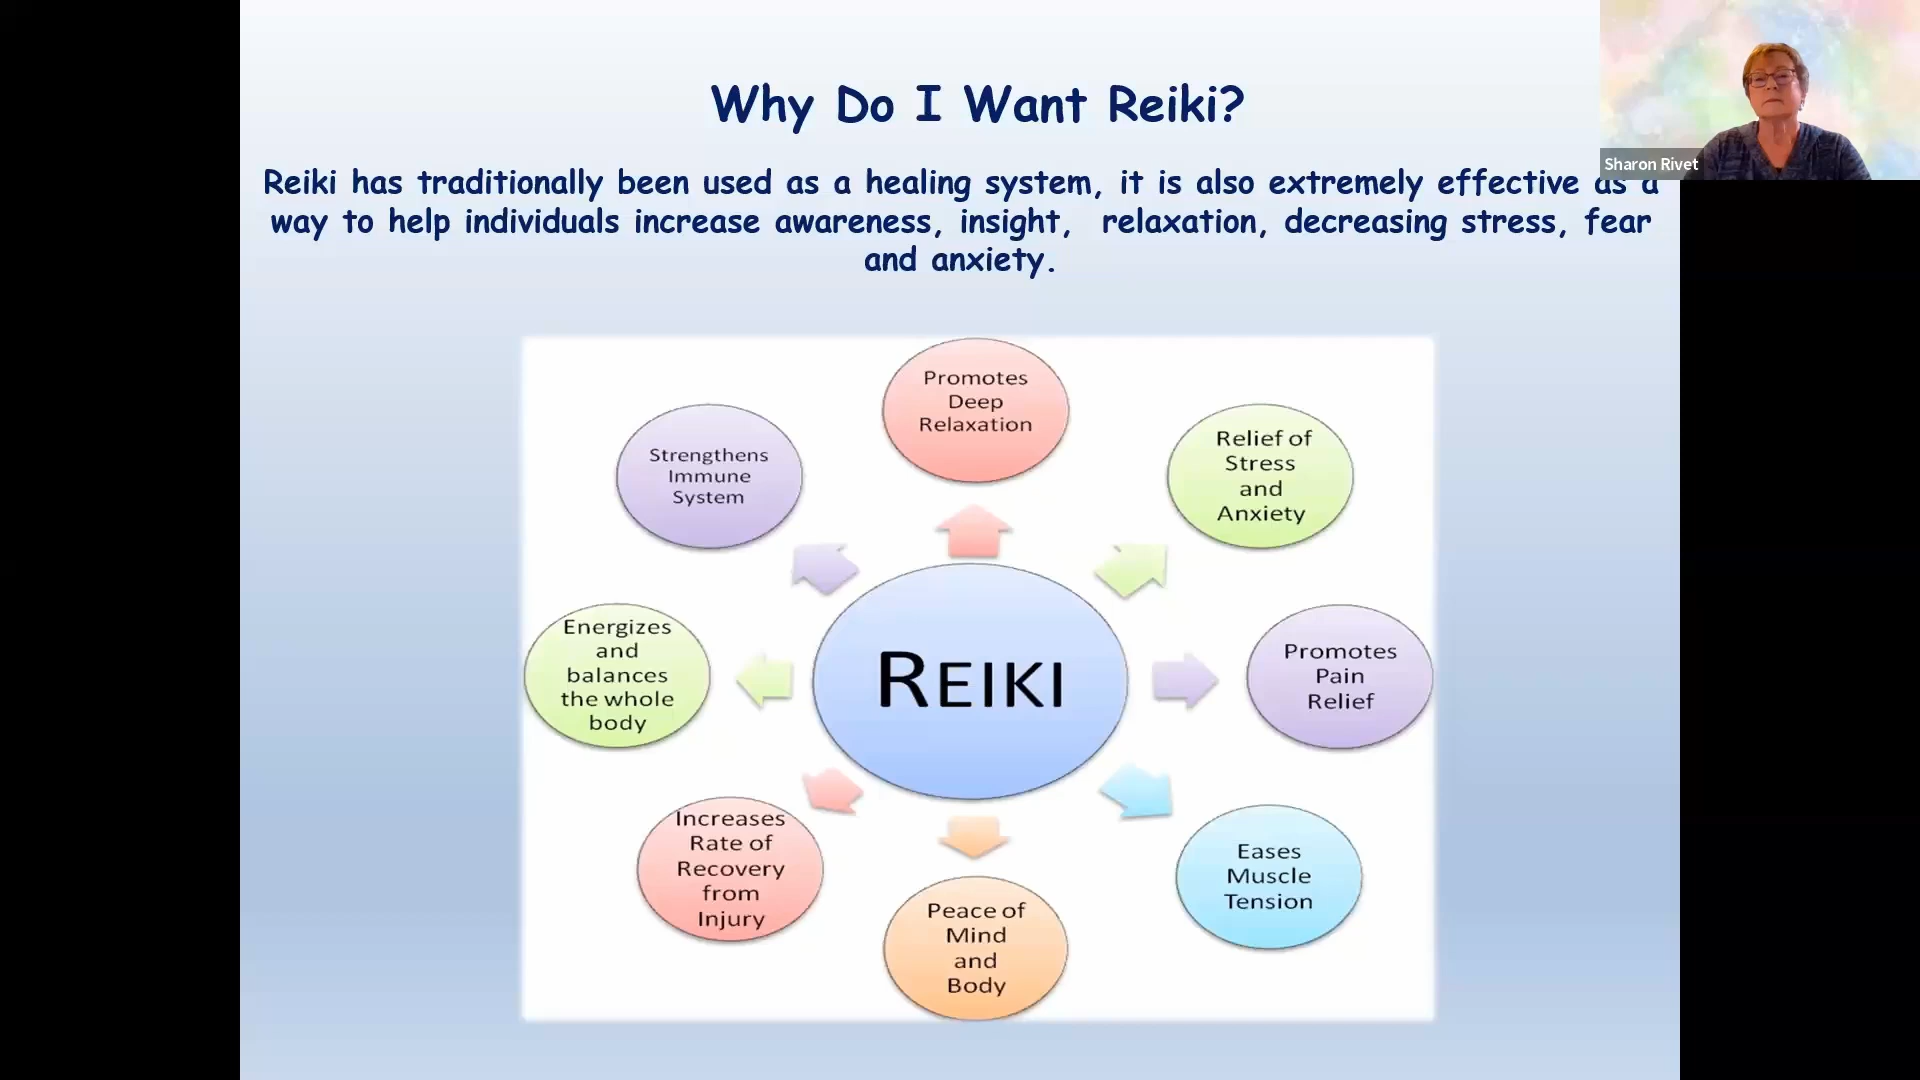 Why Do I Want Reiki?
Sharon Rivet
Reiki has traditionally been used as a healing system, it is also extremely effective as a
way to help individuals increase awareness, insight, relaxation, decreasing stress, fear
and anxiety.
Promotes
Deep
Relaxation
Relief of
Stress
and
Anxiety
Strengthens
Immune
System
Energizes
and
balances
the whole
body
REIKI
Promotes
Pain
Relief
Increases
Rate of
Recovery
from
Injury
Eases
Muscle
Tension
Peace of
Mind
and
Body